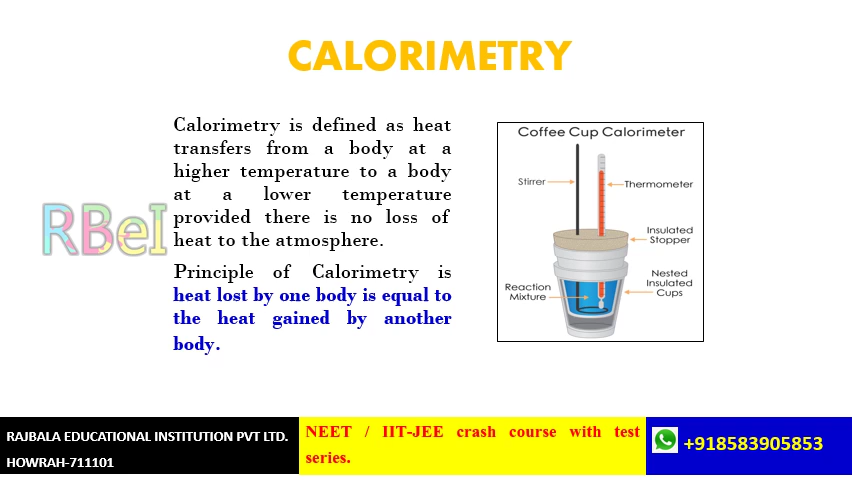 CALORIMETRY
Calorimetry is defined as heat
transfers from a body at a
higher temperature to a body
at a lower temperature
provided there is no loss of
heat to the atmosphere.
Principle of Calorimetry is
heat lost by one body is equal to
the heat gained by another
body.
RBeI
Coffee Cup Calorimeter
Stirrer
Thermometer
Insulated
Stopper
Nested
Insulated
Cups
Reaction
Mixture
RAJBALA EDUCATIONAL INSTITUTION PVT LTD.
HOWRAH-711101
NEET / IIT-JEE crash course with test
series.
+918583905853